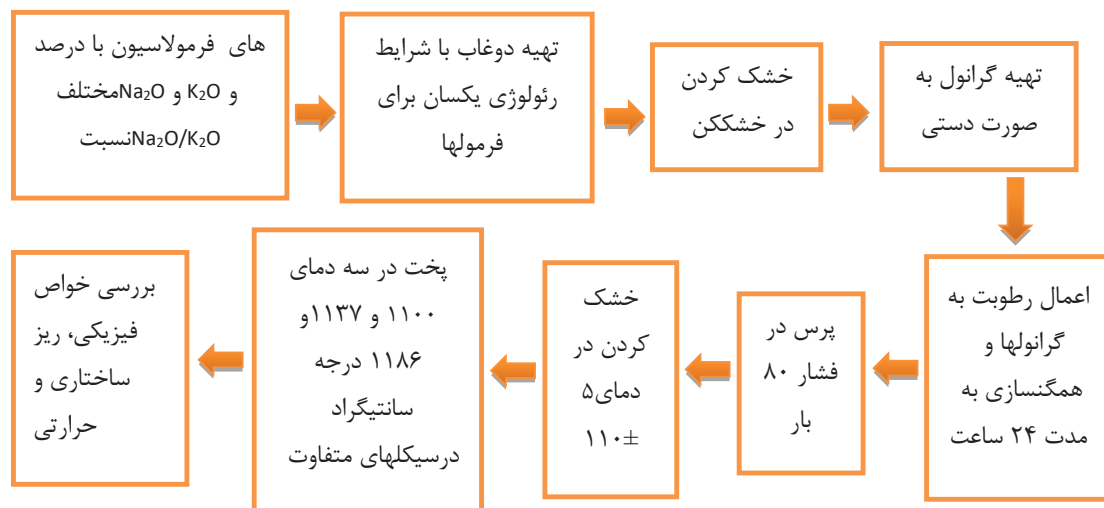 های فرمولاسیون با درصد
و K₂O و Na₂Oمختلف
Na₂O/K₂Oنسبت
تهیه دوغاب با شرایط
رئولوژی یکسان برای
فرمولها
خشک کردن
در خشککن
تهیه گرانول به
صورت دستی
اعمال رطوبت به
گرانولها و
همگنسازی به
مدت ۲۴ ساعت
پرس در
فشار ۸۰
بار
خشک
کردن در
دمای۵
۱۱۰±
پخت در سه دمای
۱۱۰۰ و ۱۱۳۷و
۱۱۸۶ درجه
سانتیگراد
درسیکلهای متفاوت
بررسی خواص
فیزیکی، ریز
ساختاری و
حرارتی